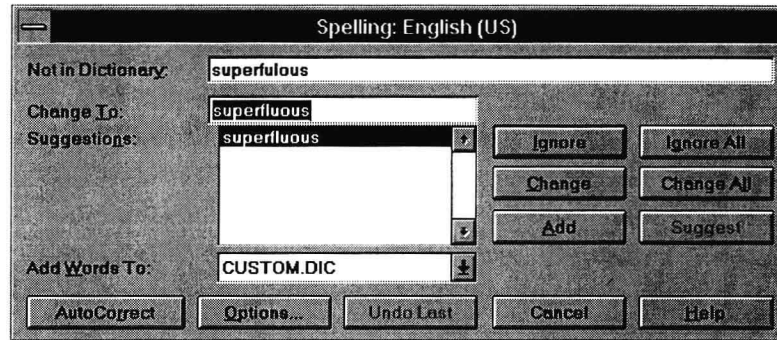 Spelling: English (US)
Not in Dictionary: superfulous
Change To: superfluous
Suggestions: superfluous
Ignore Ignore All
Change Change All
Add Suggest
Add Words To: CUSTOM.DIC
AutoCorrect Options... Undo Last Cancel Help